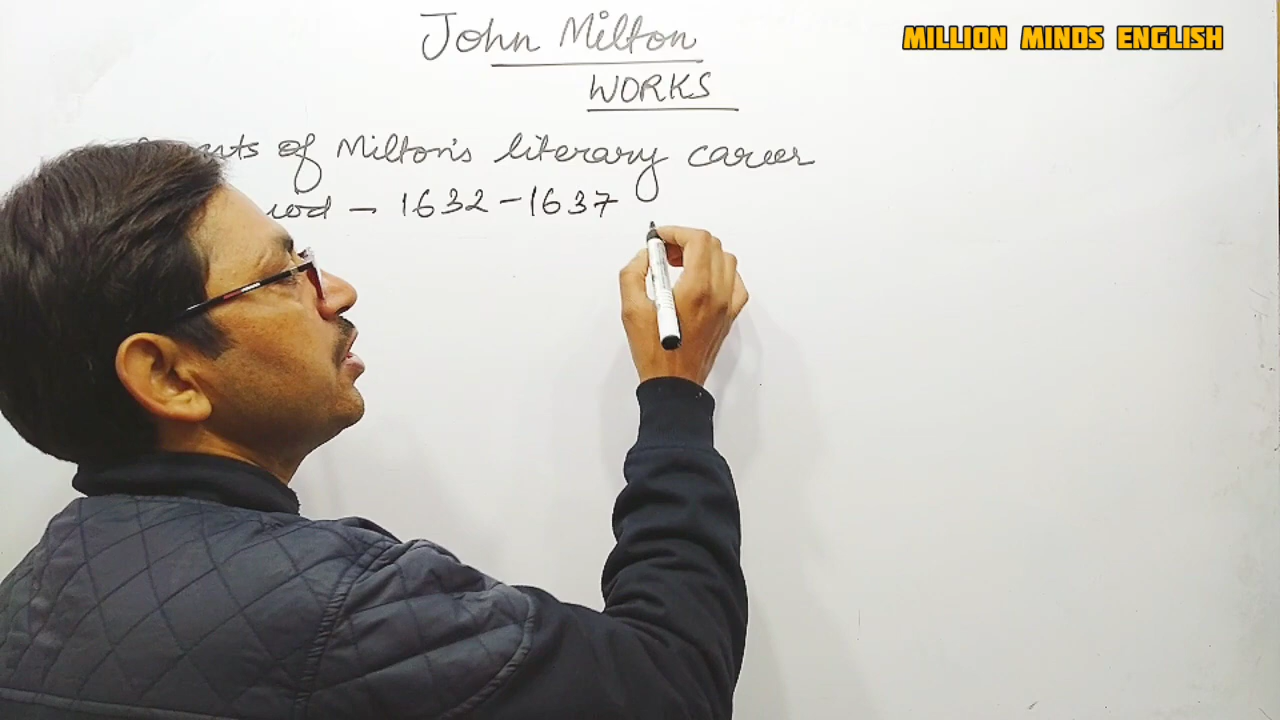 John Milton
MILLION MINDS ENGLISH
WORKS
of Milton's literary career
– 1632 – 1637